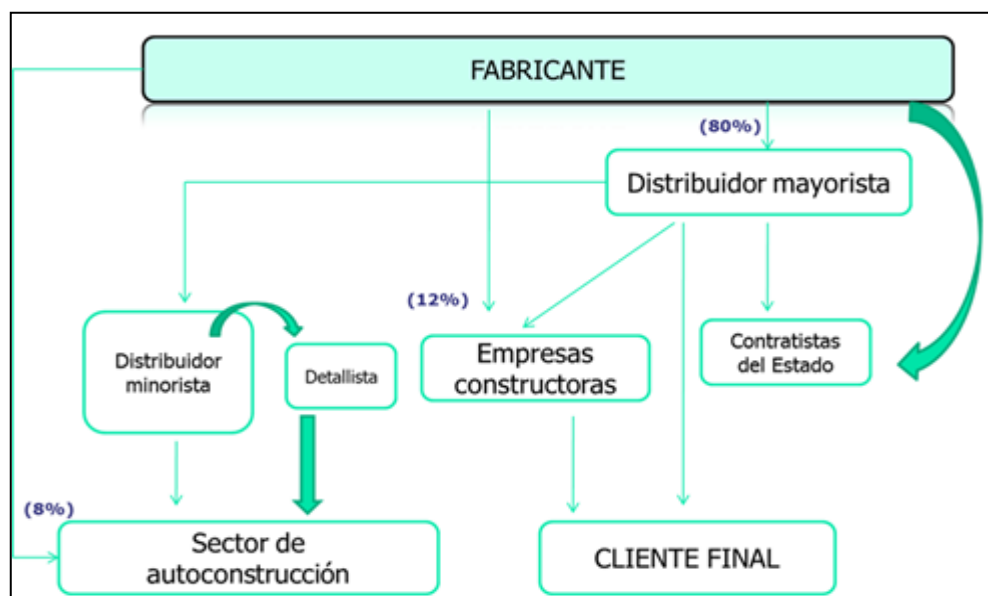 FABRICANTE
(80%)
Distribuidor mayorista
(12%)
Distribuidor
minorista
Detallista
Empresas
constructoras
Contratistas
del Estado
(8%)
Sector de
autoconstrucción
CLIENTE FINAL